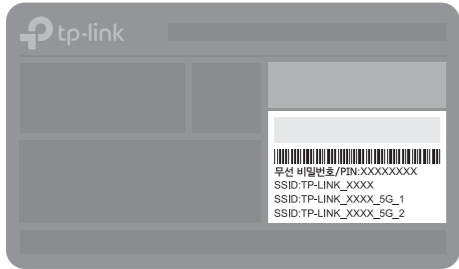 tp-link
무선 비밀번호/PIN:XXXXXXXX
SSID:TP-LINK_XXXX
SSID:TP-LINK_XXXX_5G_1
SSID:TP-LINK_XXXX_5G_2